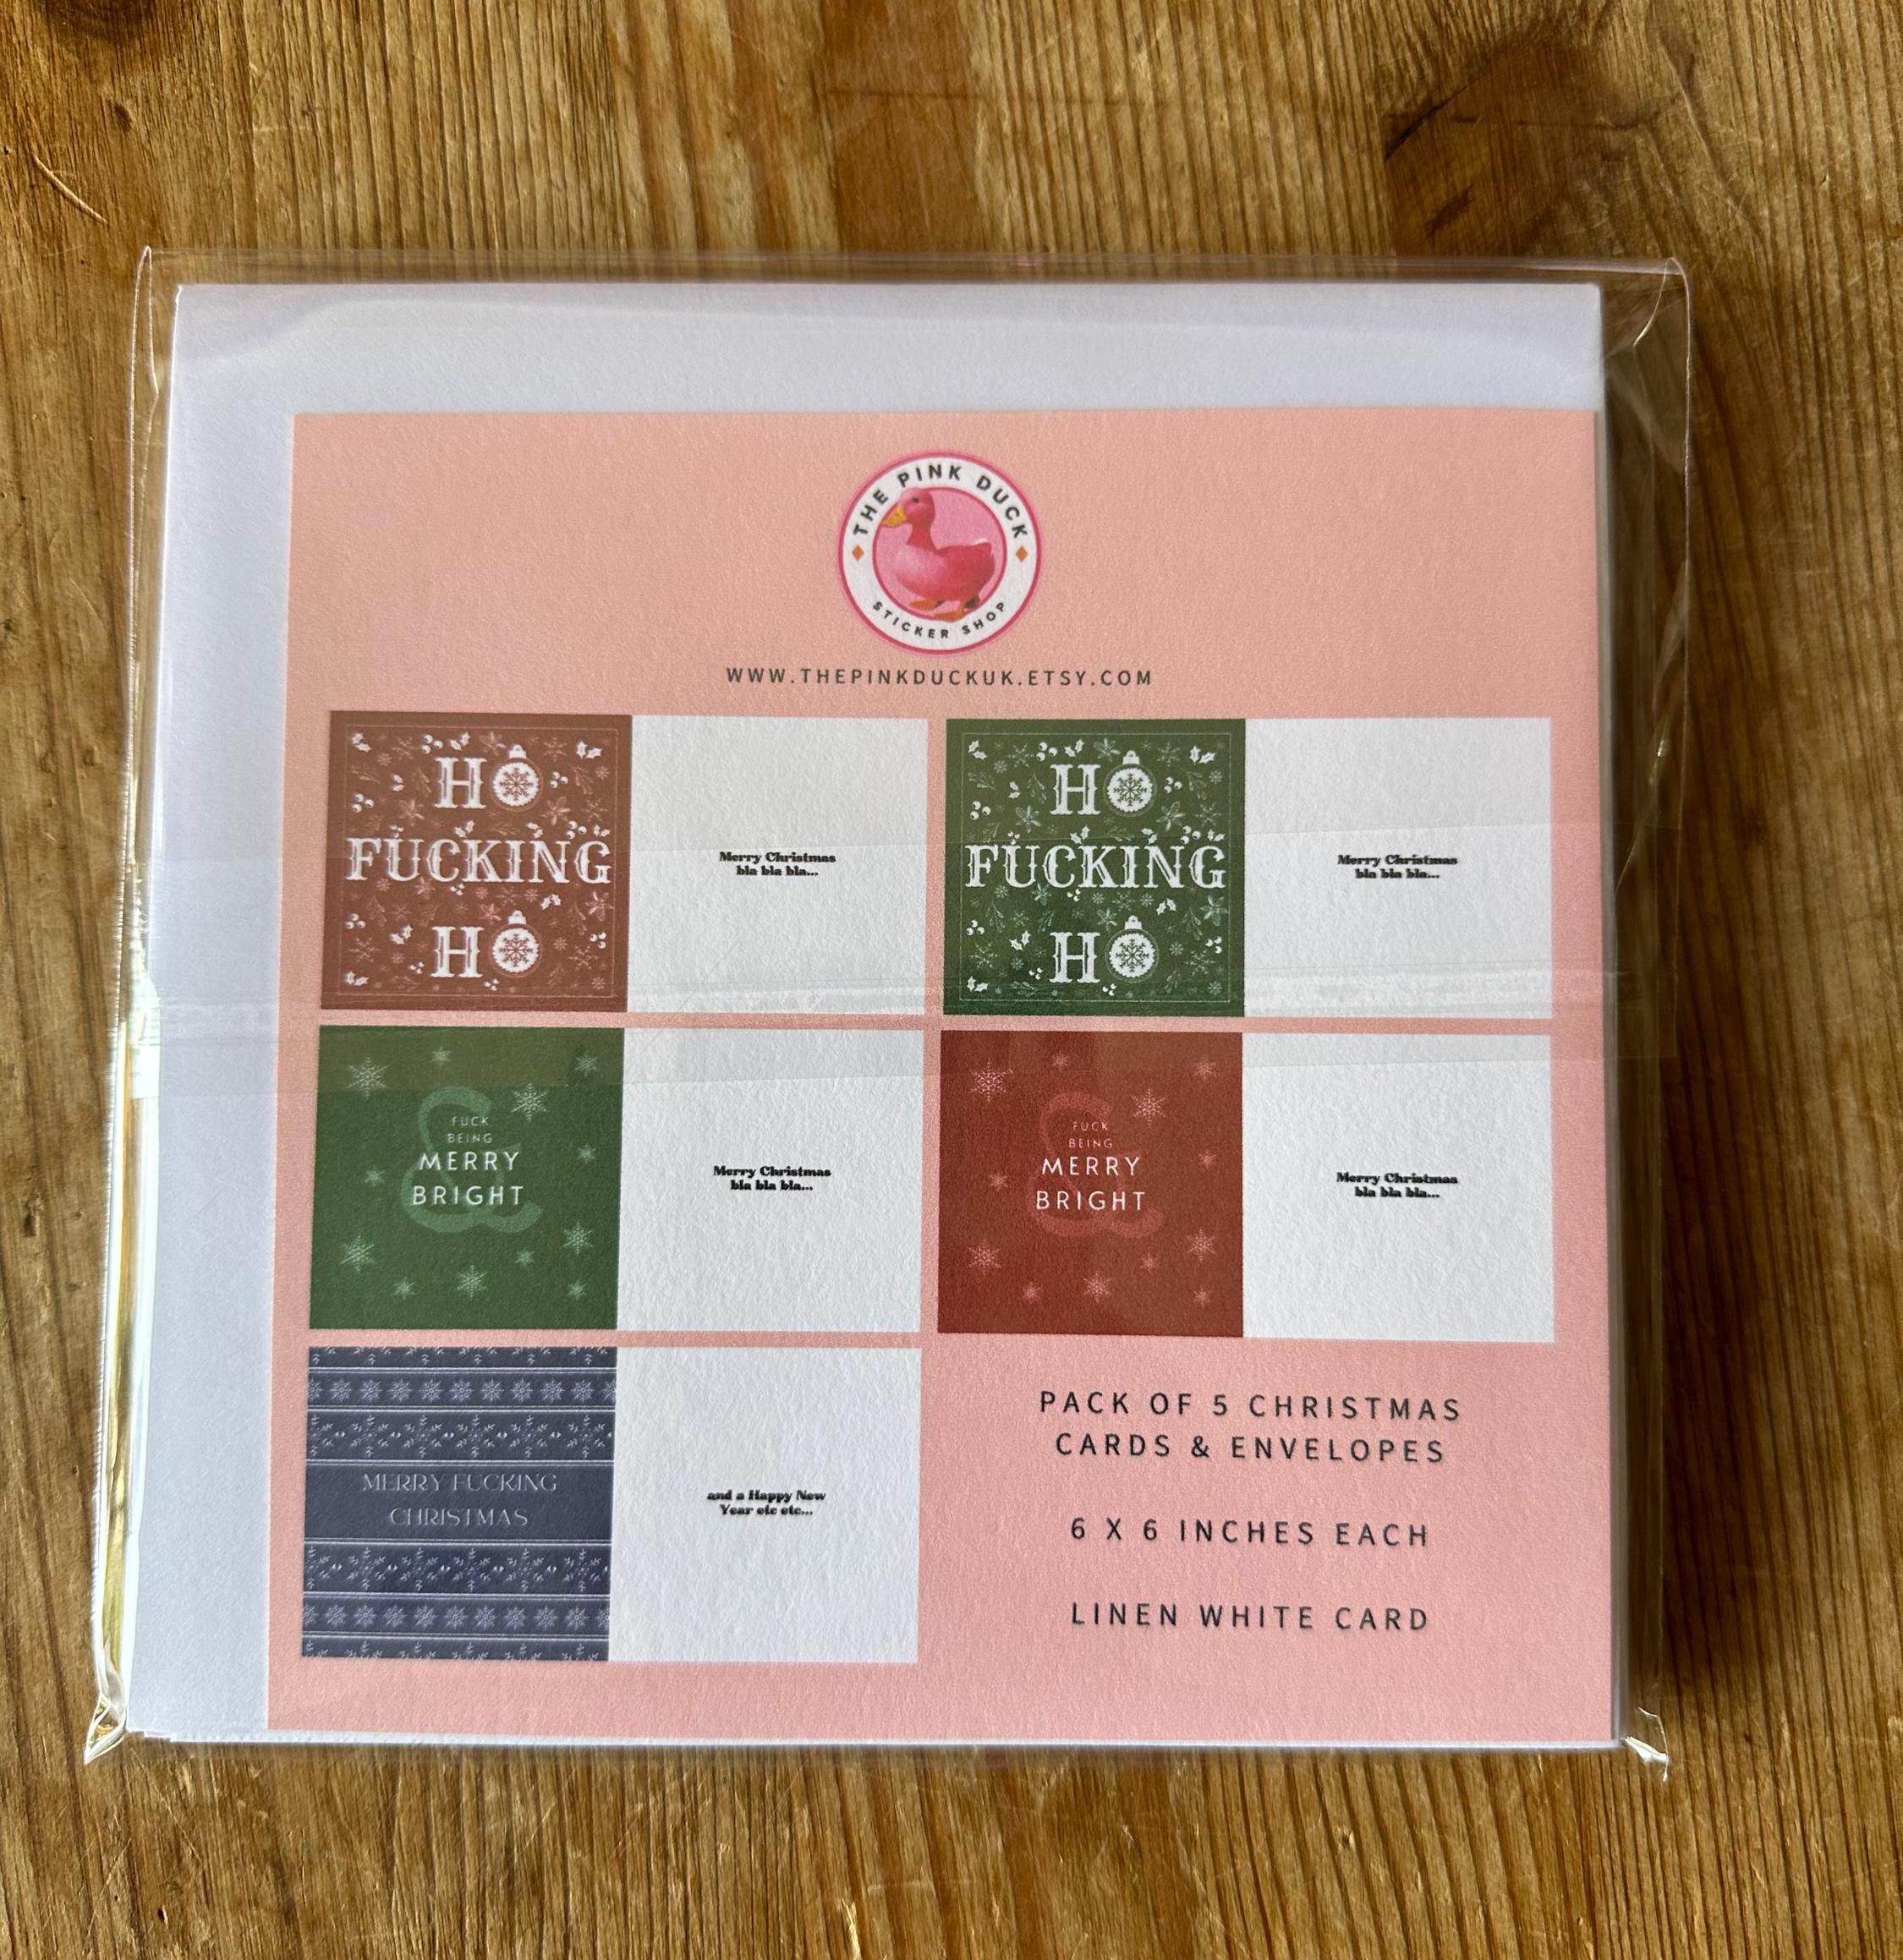 THE PINK DUCK
STICKER SHOP
WWW.THEPINKDUCKUK.ETSY.COM
HO
FUCKING
HO
Merry Christmas
bla bla bla...
HO
FUCKING
HO
Merry Christmas
bla bla bla...
&
FUCK
BEING
MERRY
BRIGHT
Merry Christmas
bla bla bla...
&
FUCK
BEING
MERRY
BRIGHT
Merry Christmas
bla bla bla...
MERRY FUCKING
CHRISTMAS
and a Happy New
Year etc etc...
PACK OF 5 CHRISTMAS
CARDS & ENVELOPES
6 X 6 INCHES EACH
LINEN WHITE CARD